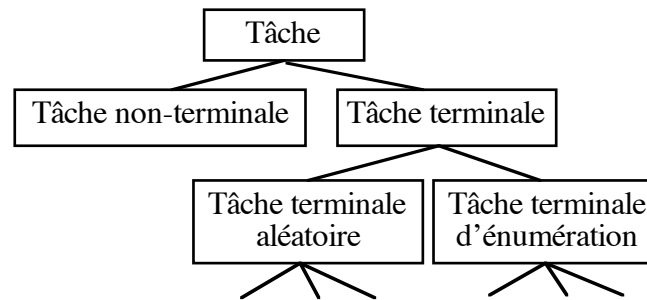 Tâche
Tâche non-terminale
Tâche terminale
Tâche terminale
aléatoire
Tâche terminale
d'énumération